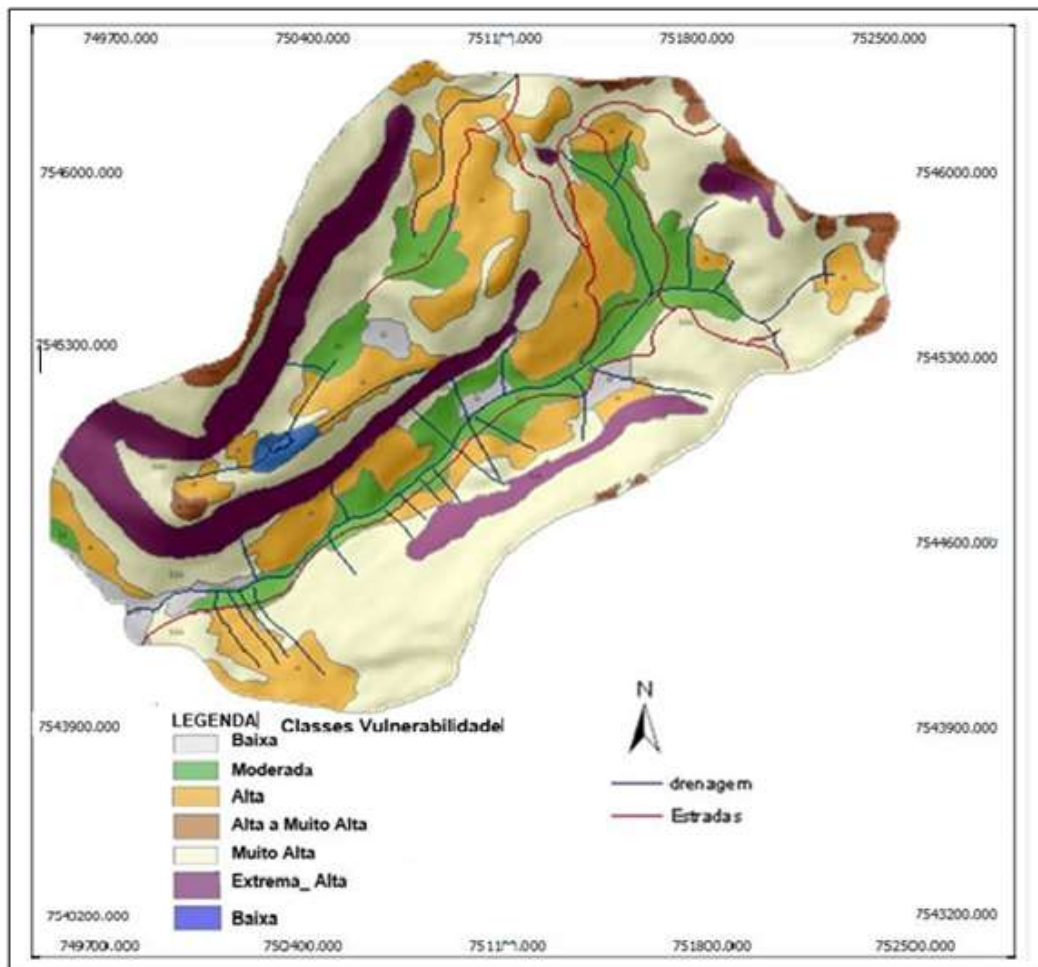 749700.000 750400.000 751800.000 752500.000
7546000.000 7546000.000
7545300.000 7545300.000
7544600.000
7543900.000 7543900.000
LEGENDA Classes Vulnerabilidade
Baixa
Moderada
Alta
Alta a Muito Alta
Muito Alta
Extrema_ Alta
Baixa
N
drenagem
Estradas
7540200.000 7543200.000
749700.000 750400.000 751800.000 752500.000